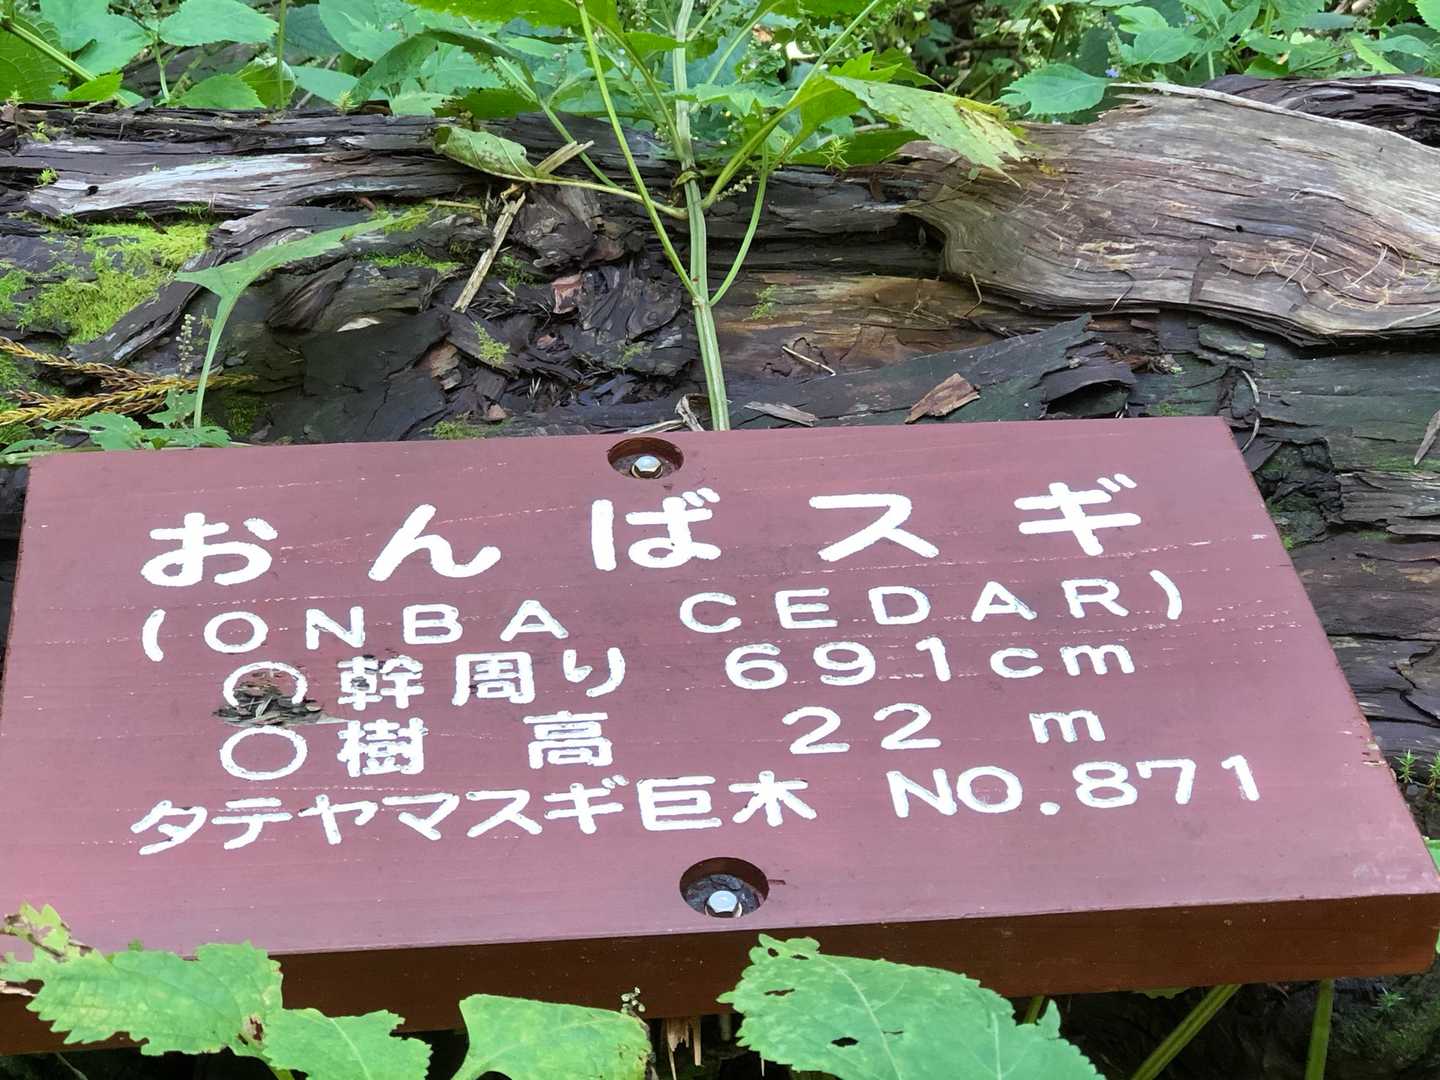 おんばスギ
(ONBA CEDAR)
○幹周り 691cm
○樹 高 22 m
タテヤマスギ巨木 NO.871